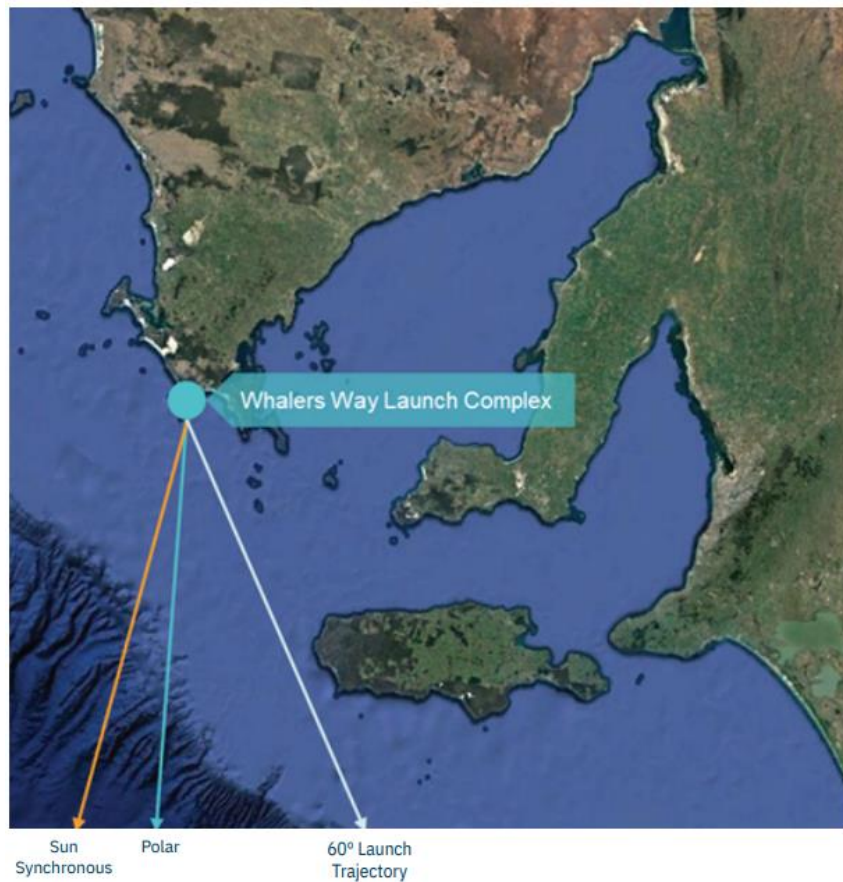 Whalers Way Launch Complex
Sun
Synchronous
Polar
60º Launch
Trajectory